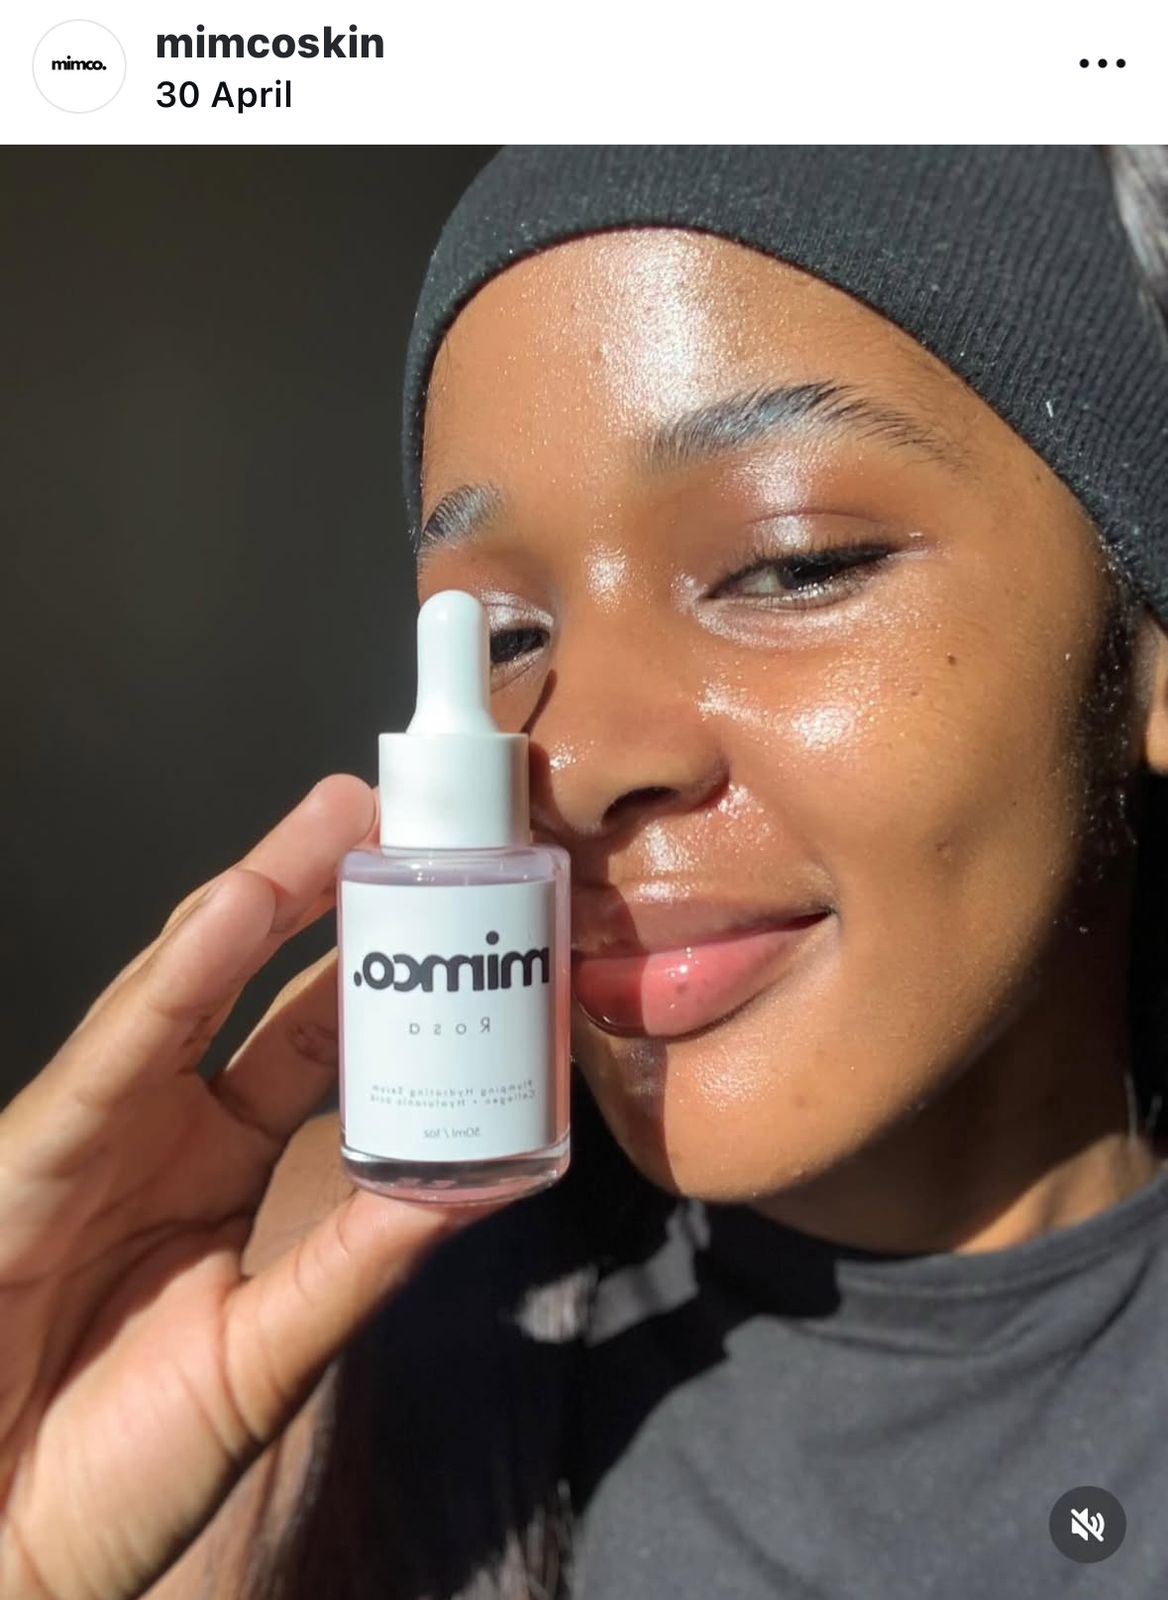 mimco.
mimcoskin
30 April
mimco.
Rosa
Plumping Hydrating Serum
Collagen + Hyaluronic acid
30ml / 1oz